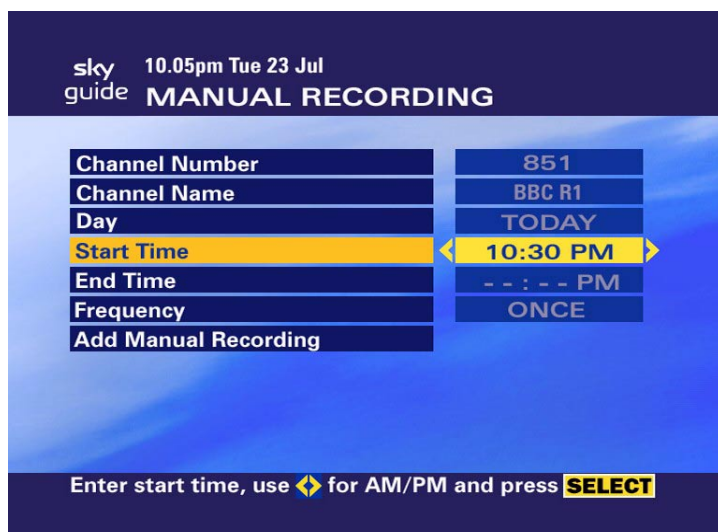 sky 10.05pm Tue 23 Jul
guide MANUAL RECORDING
Channel Number 851
Channel Name BBC R1
Day TODAY
Start Time 10:30 PM
End Time - - : - - PM
Frequency ONCE
Add Manual Recording
Enter start time, use for AM/PM and press SELECT